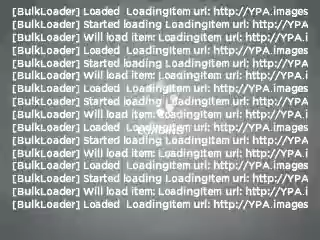 [BulkLoader] Loaded  LoadingItem url: http://YPA.images
[BulkLoader] Started loading LoadingItem url: http://YPA
[BulkLoader] Will load item: LoadingItem url: http://YPA.i
[BulkLoader] Loaded  LoadingItem url: http://YPA.images
[BulkLoader] Started loading LoadingItem url: http://YPA
[BulkLoader] Will load item: LoadingItem url: http://YPA.i
[BulkLoader] Loaded  LoadingItem url: http://YPA.images
[BulkLoader] Started loading LoadingItem url: http://YPA
[BulkLoader] Will load item: LoadingItem url: http://YPA.i
[BulkLoader] Loaded  LoadingItem url: http://YPA.images
[BulkLoader] Started loading LoadingItem url: http://YPA
[BulkLoader] Will load item: LoadingItem url: http://YPA.i
[BulkLoader] Loaded  LoadingItem url: http://YPA.images
[BulkLoader] Started loading LoadingItem url: http://YPA
[BulkLoader] Will load item: LoadingItem url: http://YPA.i
[BulkLoader] Loaded  LoadingItem url: http://YPA.images